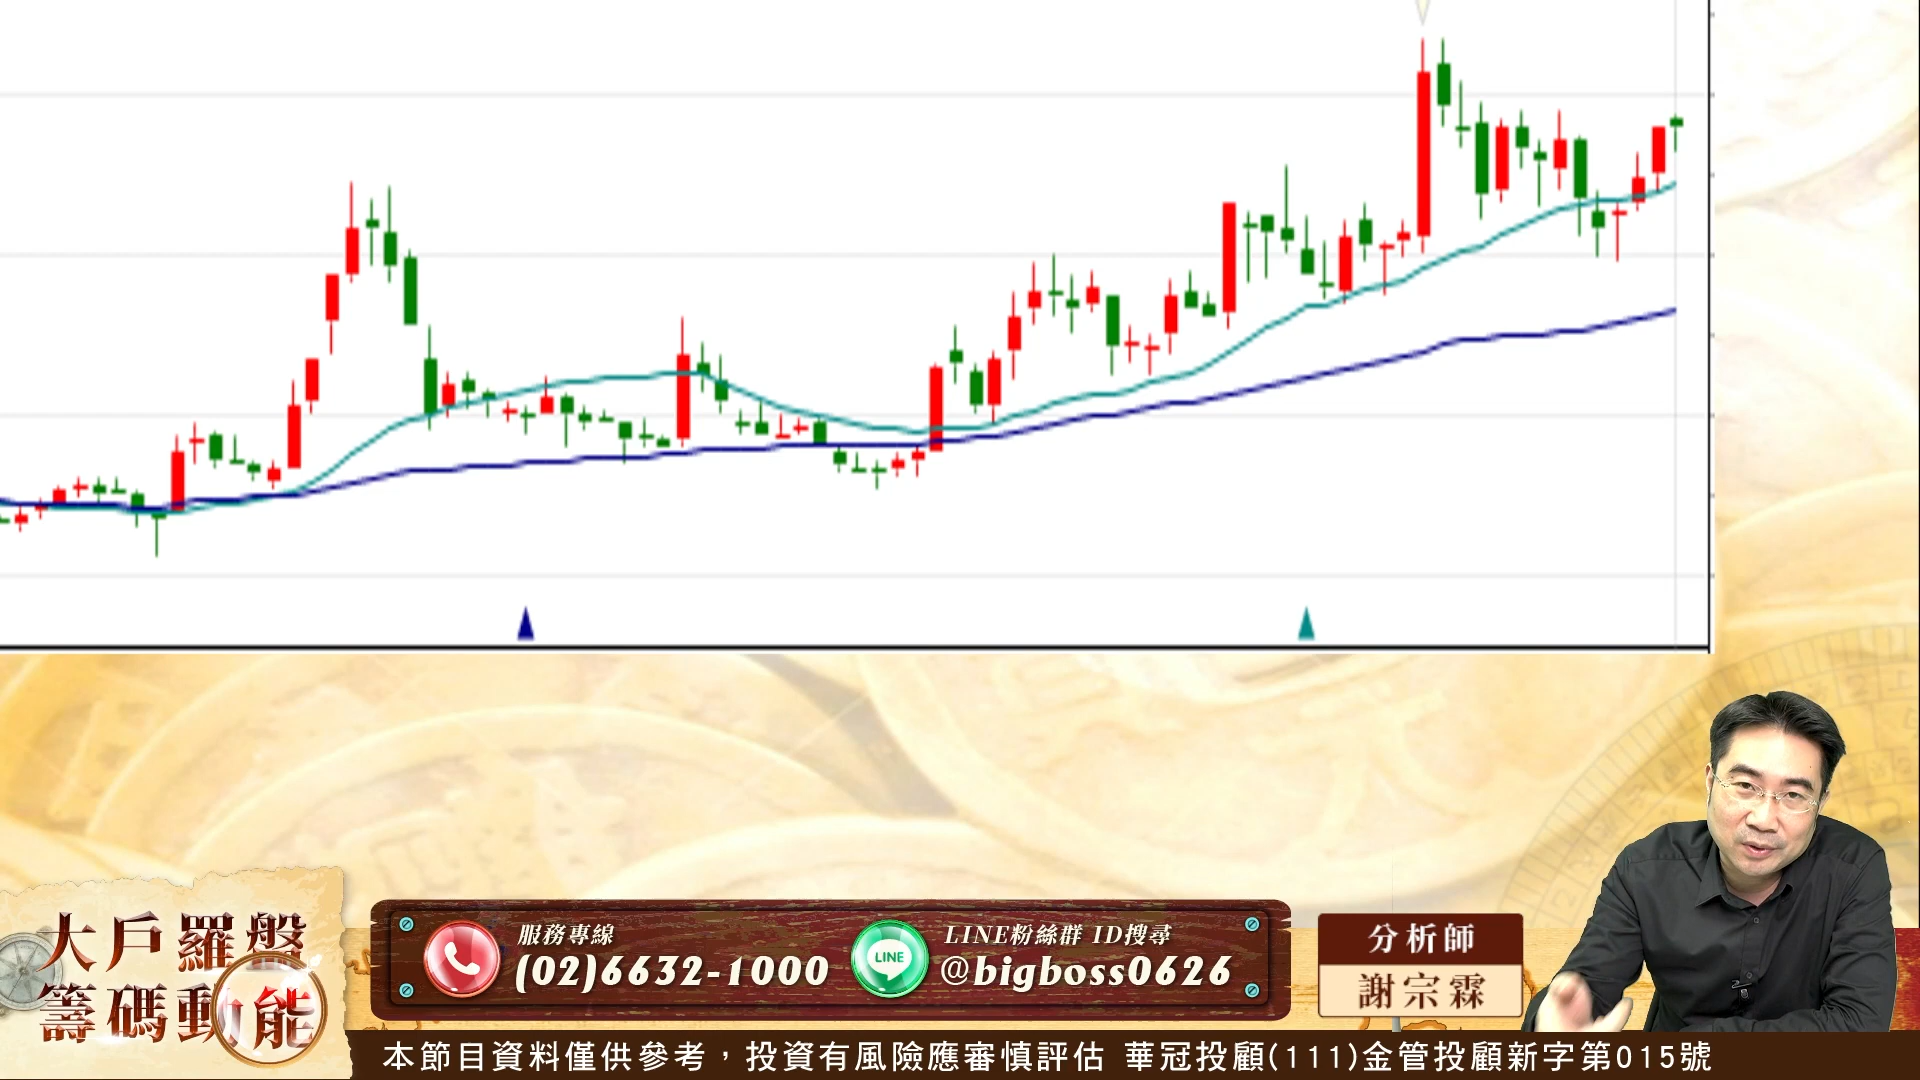 大戶羅盤
籌碼動能
服務專線
(02)6632-1000
LINE
LINE粉絲群 ID搜尋
@bigboss0626
分析師
謝宗霖
本節目資料僅供參考，投資有風險應審慎評估 華冠投顧(111)金管投顧新字第015號